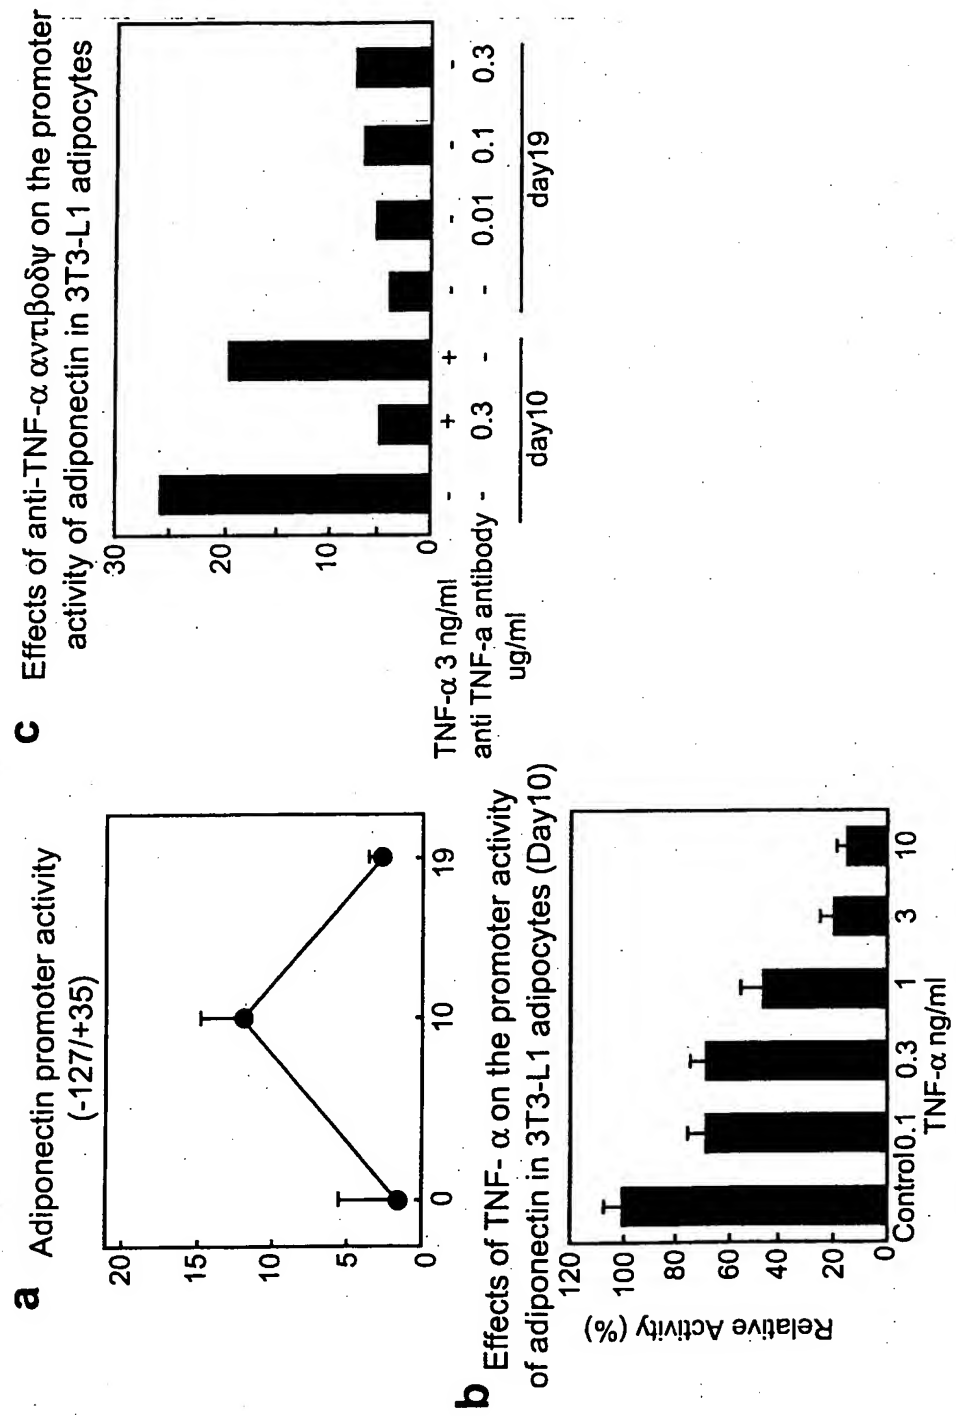 a
Adiponectin promoter activity
(-127/+35)
20
15
10
5
0
0 10 19
b
Effects of TNF- α on the promoter activity
of adiponectin in 3T3-L1 adipocytes (Day10)
Relative Activity (%)
120
100
80
60
40
20
0
Control 0.1 0.3 1 3 10
TNF-α ng/ml
c
Effects of anti-TNF-α αντιβοδψ on the promoter
activity of adiponectin in 3T3-L1 adipocytes
30
20
10
0
TNF-α 3 ng/ml - + + - - - -
anti TNF-a antibody - 0.3 - - 0.01 0.1 0.3
ug/ml
day10 day19